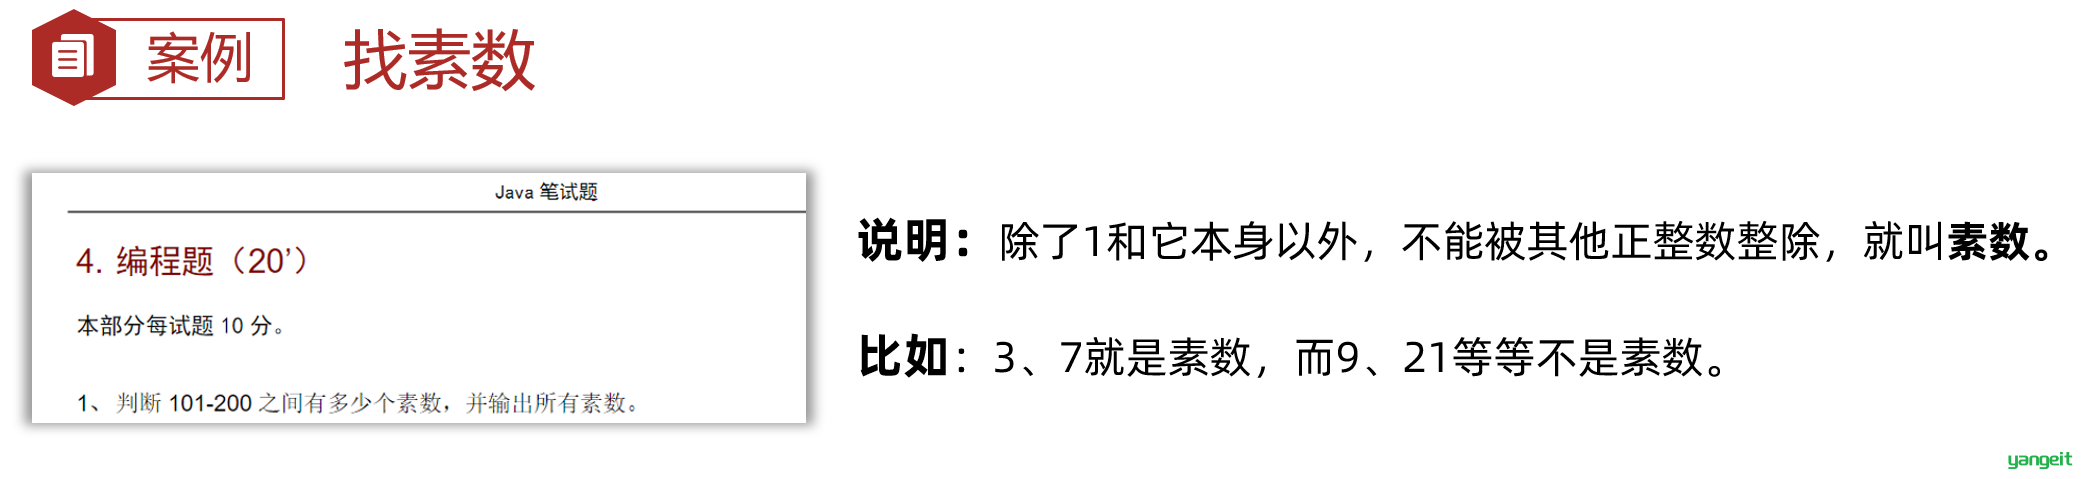 案例
找素数
Java 笔试题
4. 编程题（20’）
本部分每试题 10 分。
1、 判断 101-200 之间有多少个素数，并输出所有素数。
说明：除了1和它本身以外，不能被其他正整数整除，就叫素数。
比如：3、7就是素数，而9、21等等不是素数。
yangeit